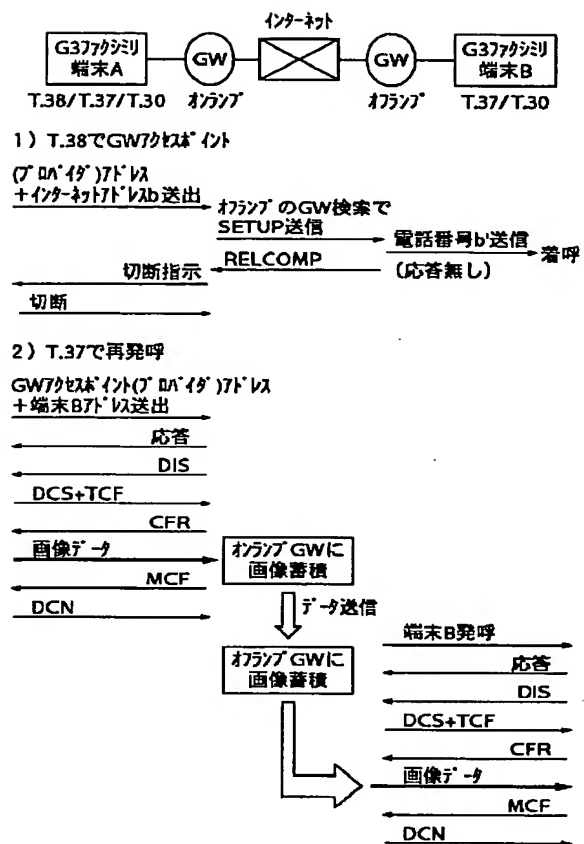 インターネット
G3ファクシミリ
端末A
GW
GW
G3ファクシミリ
端末B
T.38/T.37/T.30
オンランプ
オフランプ
T.37/T.30
1) T.38でGWアクセスポイント
(プロバイダ)アドレス
+インターネットアドレスb送出
オフランプのGW検索で
SETUP送信
電話番号b'送信
着呼
RELCOMP
(応答無し)
切断指示
切断
2) T.37で再発呼
GWアクセスポイント(プロバイダ)アドレス
+端末Bアドレス送出
応答
DIS
DCS+TCF
CFR
画像データ
オンランプGWに
画像蓄積
MCF
DCN
データ送信
オフランプGWに
画像蓄積
端末B発呼
応答
DIS
DCS+TCF
CFR
画像データ
MCF
DCN